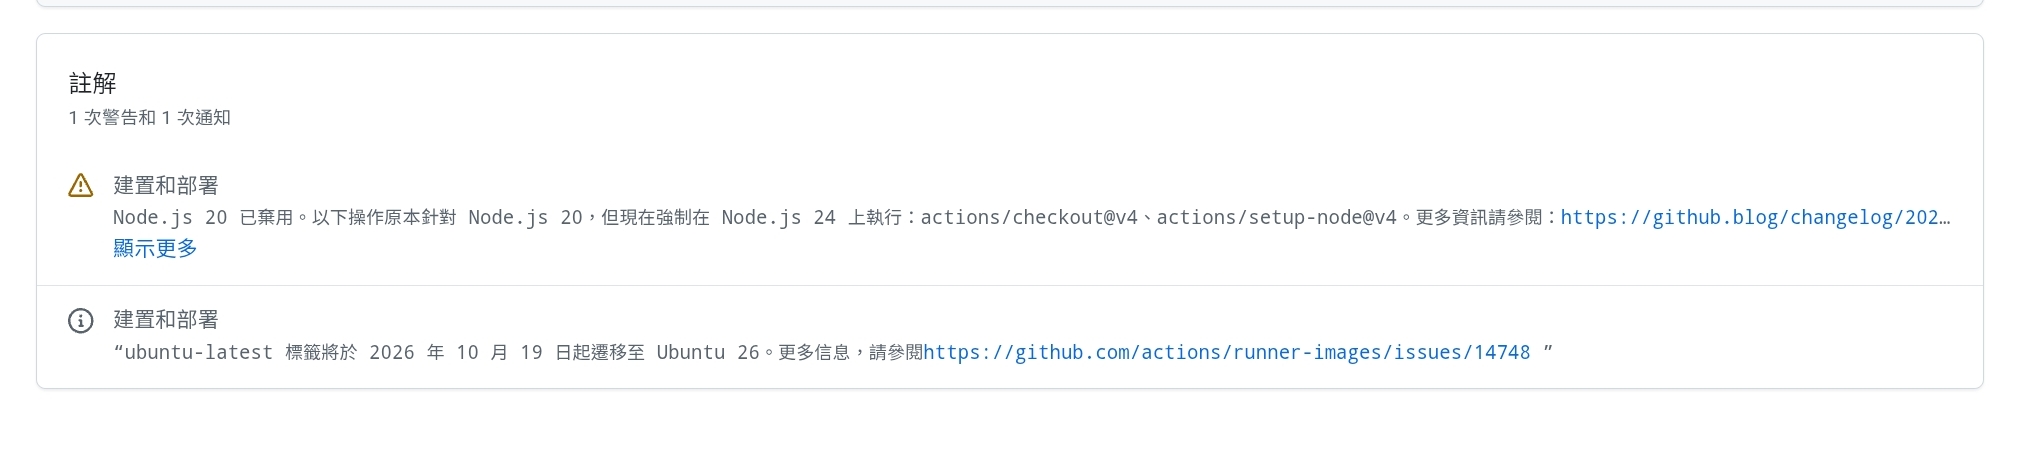 註解
1 次警告和 1 次通知
建置和部署
Node.js 20 已棄用。以下操作原本針對 Node.js 20，但現在強制在 Node.js 24 上執行：actions/checkout@v4、actions/setup-node@v4。更多資訊請參閱：https://github.blog/changelog/202…
顯示更多
建置和部署
“ubuntu-latest 標籤將於 2026 年 10 月 19 日起遷移至 Ubuntu 26。更多信息，請參閱https://github.com/actions/runner-images/issues/14748 ”